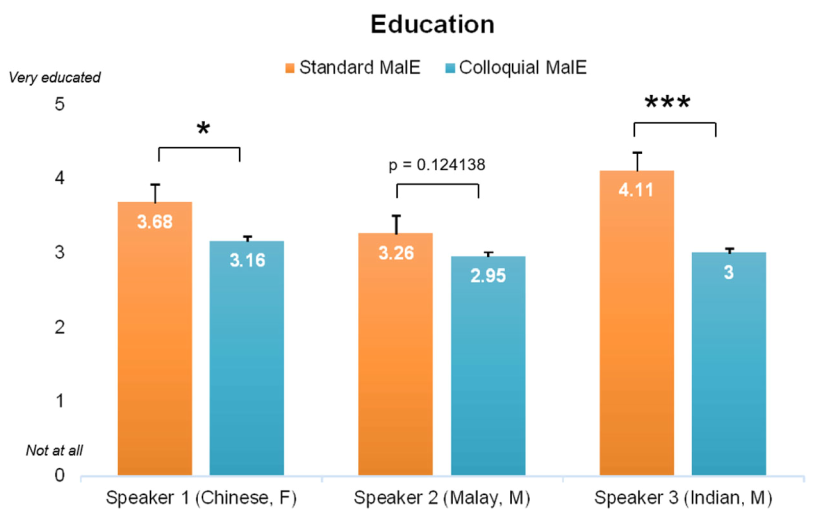 Education
Standard MalE Colloquial MalE
Very educated
5
4
3
2
1
Not at all
0
*
p = 0.124138
***
3.68
3.16
3.26
2.95
4.11
3
Speaker 1 (Chinese, F) Speaker 2 (Malay, M) Speaker 3 (Indian, M)